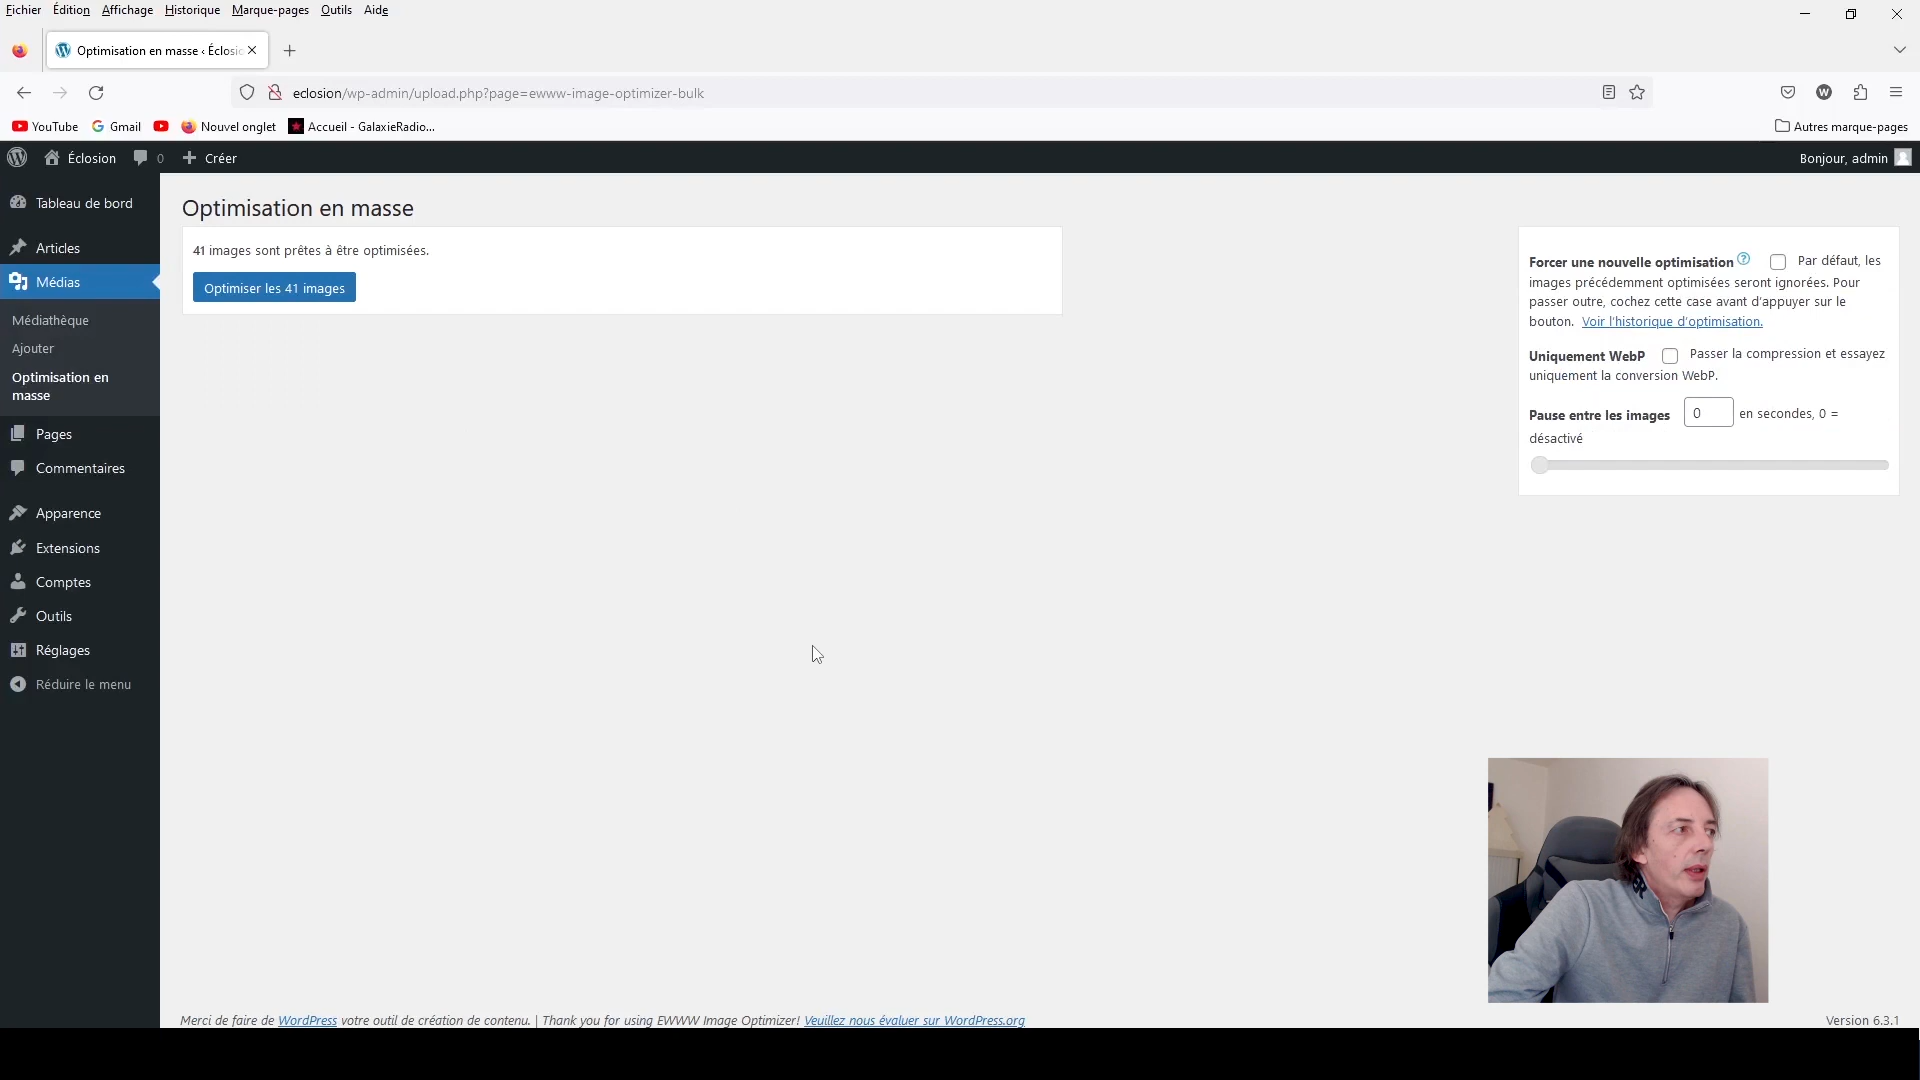 Fichier Édition Affichage Historique Marque-pages Outils Aide
Optimisation en masse ‹ Éclosio
eclosion/wp-admin/upload.php?page=ewww-image-optimizer-bulk
YouTube Gmail Nouvel onglet Accueil - GalaxieRadio... Autres marque-pages
Éclosion 0 Créer Bonjour, admin
Tableau de bord
Articles
Médias
Médiathèque
Ajouter
Optimisation en
masse
Pages
Commentaires
Apparence
Extensions
Comptes
Outils
Réglages
Réduire le menu
Optimisation en masse
41 images sont prêtes à être optimisées.
Optimiser les 41 images
Forcer une nouvelle optimisation ? Par défaut, les
images précédemment optimisées seront ignorées. Pour
passer outre, cochez cette case avant d'appuyer sur le
bouton. Voir l'historique d'optimisation.
Uniquement WebP Passer la compression et essayez
uniquement la conversion WebP.
Pause entre les images 0 en secondes, 0 =
désactivé
Merci de faire de WordPress votre outil de création de contenu. | Thank you for using EWWW Image Optimizer! Veuillez nous évaluer sur WordPress.org
Version 6.3.1